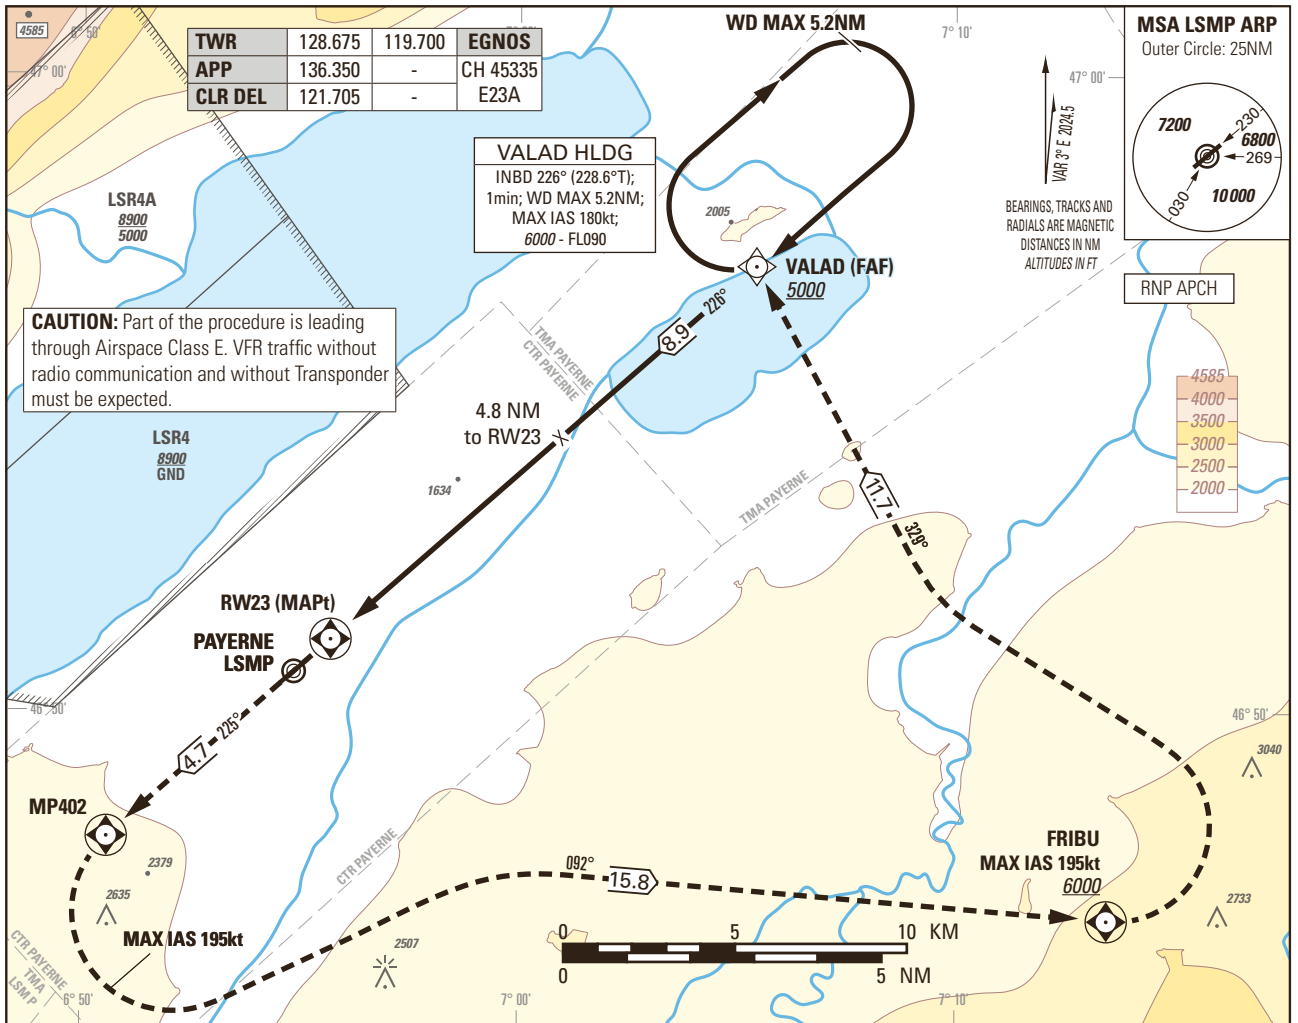 4585
6° 50'
7° 00'
WD MAX 5.2NM
7° 10'
47° 00'
47° 00'
TWR 128.675 119.700 EGNOS
APP 136.350 - CH 45335
CLR DEL 121.705 - E23A
MSA LSMP ARP
Outer Circle: 25NM
7200
230
6800
269
030
10 000
VAR 3° E 2024.5
BEARINGS, TRACKS AND
RADIALS ARE MAGNETIC
DISTANCES IN NM
ALTITUDES IN FT
RNP APCH
VALAD HLDG
INBD 226° (228.6°T);
1min; WD MAX 5.2NM;
MAX IAS 180kt;
6000 - FL090
LSR4A
8900
5000
2005
VALAD (FAF)
5000
CAUTION: Part of the procedure is leading
through Airspace Class E. VFR traffic without
radio communication and without Transponder
must be expected.
226°
8.9
TMA PAYERNE
CTR PAYERNE
4585
4000
3500
3000
2500
2000
4.8 NM
to RW23
LSR4
8900
GND
1634
TMA PAYERNE
11.7
329°
RW23 (MAPt)
PAYERNE
LSMP
46° 50'
46° 50'
225°
4.7
3040
MP402
CTR PAYERNE
FRIBU
MAX IAS 195kt
6000
2379
2635
092°
15.8
2733
MAX IAS 195kt
2507
0 5 10 KM
0 5 NM
CTR PAYERNE
TMA
LSM P
6° 50'
7° 00'
7° 10'